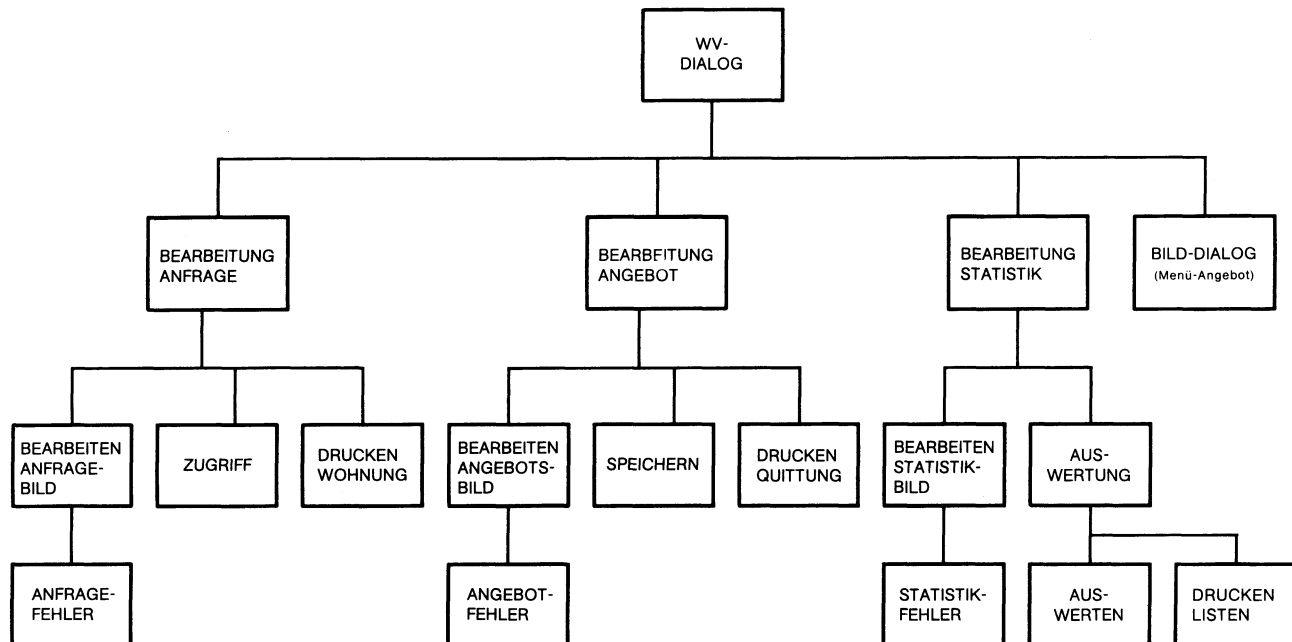 WV-
DIALOG
BEARBEITUNG
ANFRAGE
BEARBEITUNG
ANGEBOT
BEARBEITUNG
STATISTIK
BILD-DIALOG
(Menü-Angebot)
BEARBEITEN
ANFRAGE-
BILD
ZUGRIFF
DRUCKEN
WOHNUNG
BEARBEITEN
ANGEBOTS-
BILD
SPEICHERN
DRUCKEN
QUITTUNG
BEARBEITEN
STATISTIK-
BILD
AUS-
WERTUNG
ANFRAGE-
FEHLER
ANGEBOT-
FEHLER
STATISTIK-
FEHLER
AUS-
WERTEN
DRUCKEN
LISTEN